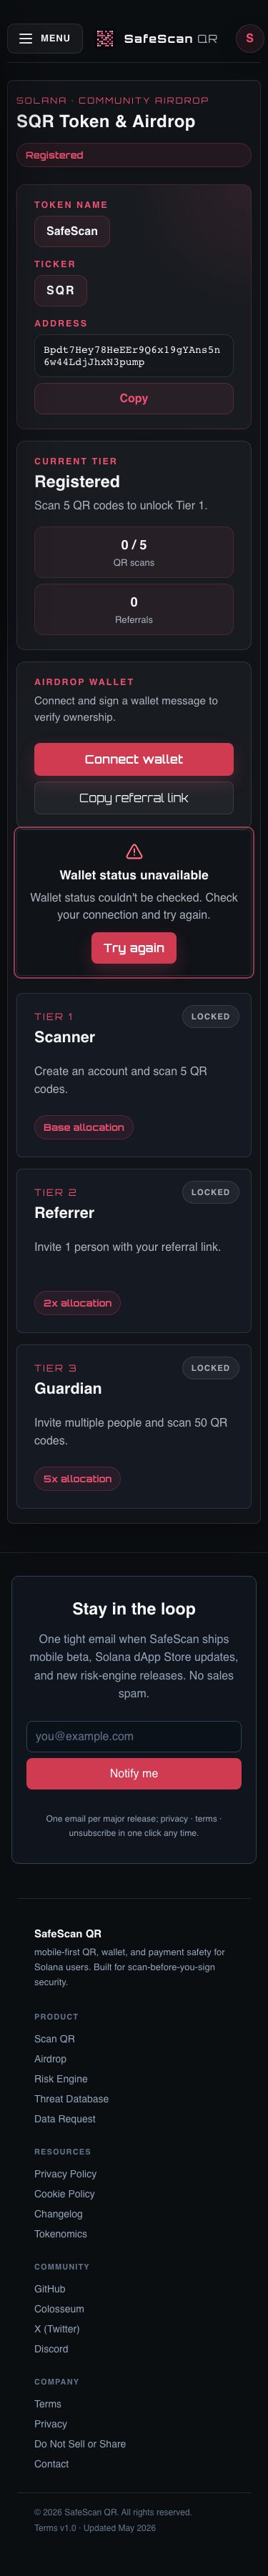 MENU
SafeScan QR
S
SOLANA · COMMUNITY AIRDROP
SQR Token & Airdrop
Registered
TOKEN NAME
SafeScan
TICKER
SQR
ADDRESS
Bpdt7Hey78HeEEr9Q6x19gYAns5n
6w44LdjJhxN3pump
Copy
CURRENT TIER
Registered
Scan 5 QR codes to unlock Tier 1.
0 / 5
QR scans
0
Referrals
AIRDROP WALLET
Connect and sign a wallet message to
verify ownership.
Connect wallet
Copy referral link
Wallet status unavailable
Wallet status couldn't be checked. Check
your connection and try again.
Try again
TIER 1
LOCKED
Scanner
Create an account and scan 5 QR
codes.
Base allocation
TIER 2
LOCKED
Referrer
Invite 1 person with your referral link.
2x allocation
TIER 3
LOCKED
Guardian
Invite multiple people and scan 50 QR
codes.
5x allocation
Stay in the loop
One tight email when SafeScan ships
mobile beta, Solana dApp Store updates,
and new risk-engine releases. No sales
spam.
you@example.com
Notify me
One email per major release; privacy · terms ·
unsubscribe in one click any time.
SafeScan QR
mobile-first QR, wallet, and payment safety for
Solana users. Built for scan-before-you-sign
security.
PRODUCT
Scan QR
Airdrop
Risk Engine
Threat Database
Data Request
RESOURCES
Privacy Policy
Cookie Policy
Changelog
Tokenomics
COMMUNITY
GitHub
Colosseum
X (Twitter)
Discord
COMPANY
Terms
Privacy
Do Not Sell or Share
Contact
© 2026 SafeScan QR. All rights reserved.
Terms v1.0 · Updated May 2026